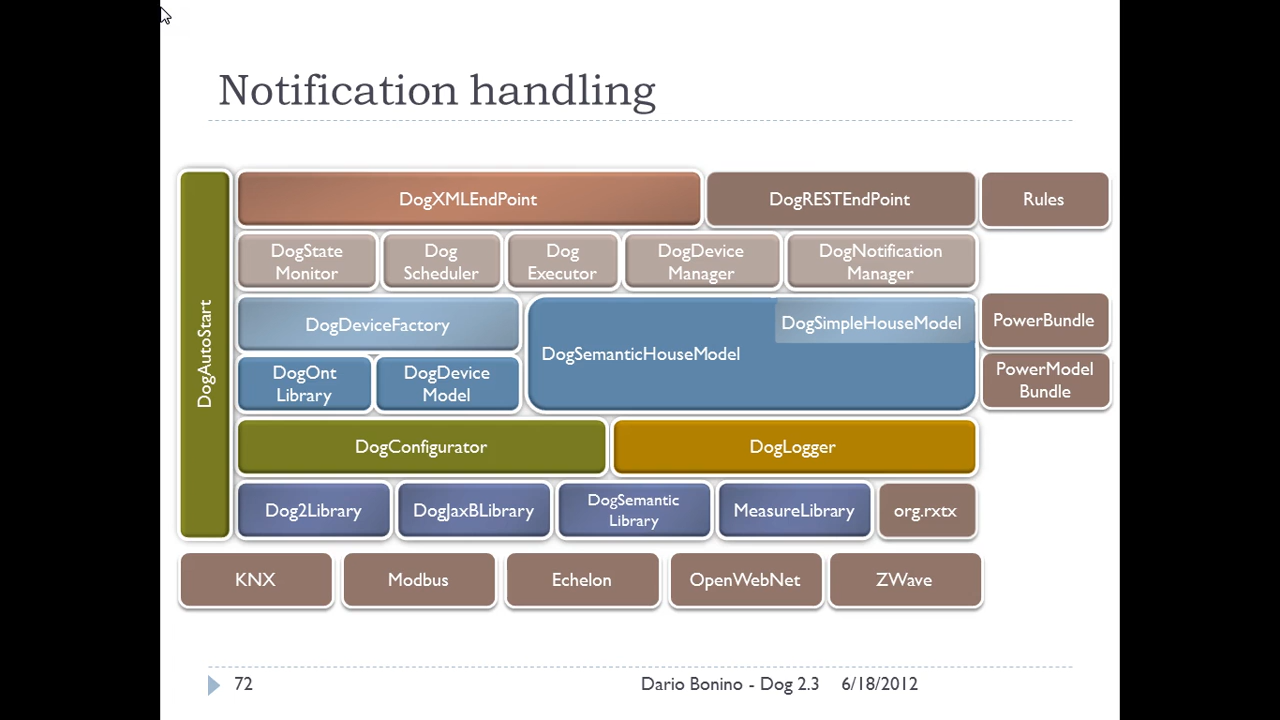 Notification handling
DogAutoStart
DogXMLEndPoint
DogRESTEndPoint
Rules
DogState
Monitor
Dog
Scheduler
Dog
Executor
DogDevice
Manager
DogNotification
Manager
DogDeviceFactory
DogSemanticHouseModel
DogSimpleHouseModel
PowerBundle
DogOnt
Library
DogDevice
Model
PowerModel
Bundle
DogConfigurator
DogLogger
Dog2Library
DogJaxBLibrary
DogSemantic
Library
MeasureLibrary
org.rxtx
KNX
Modbus
Echelon
OpenWebNet
ZWave
72
Dario Bonino - Dog 2.3
6/18/2012